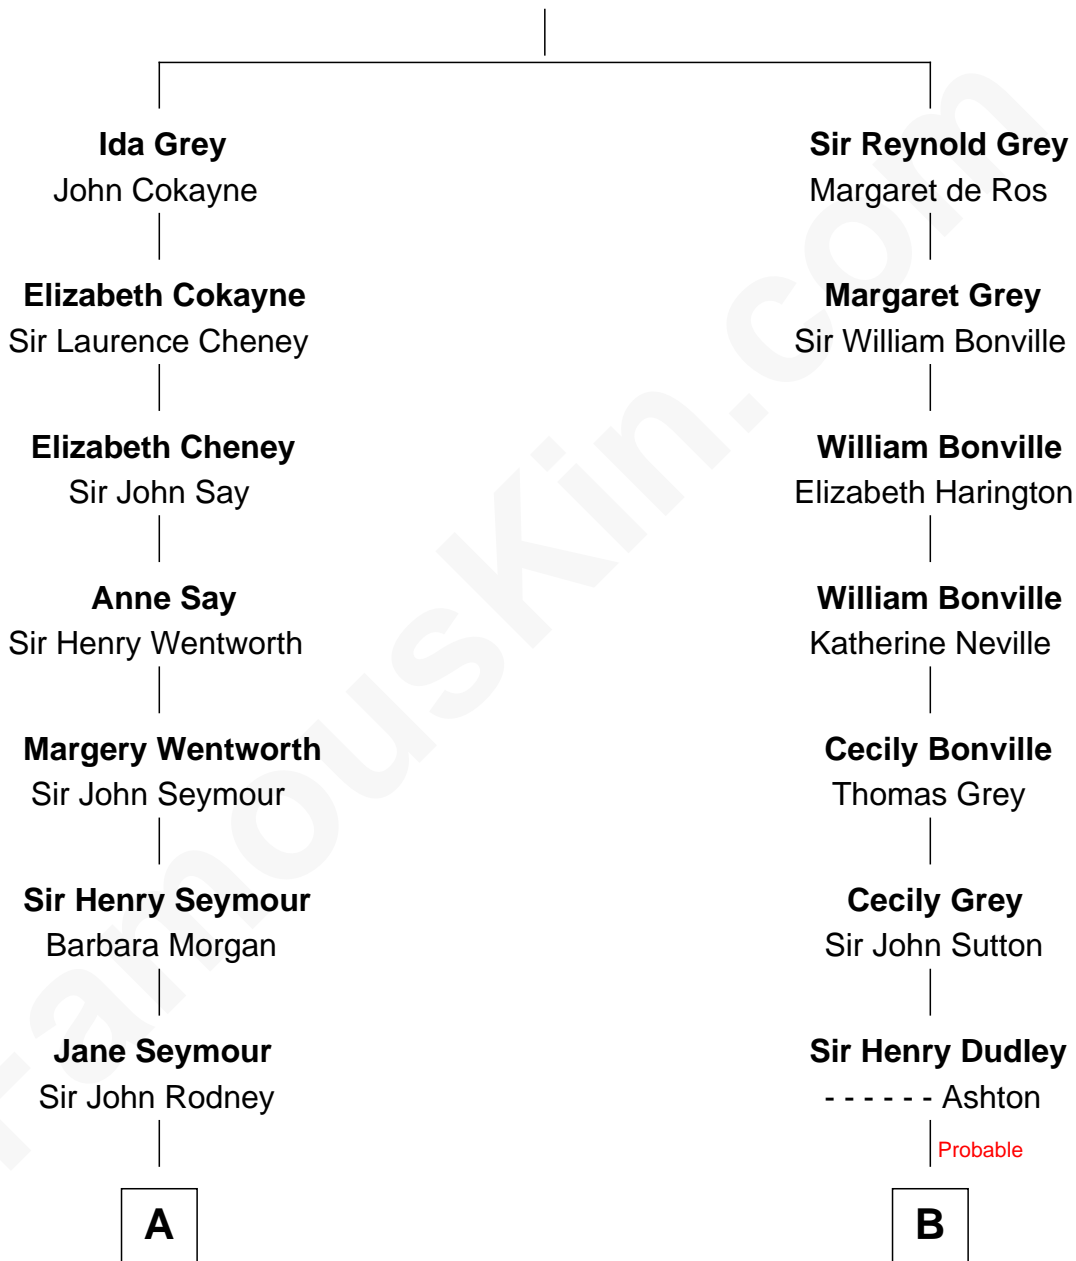 Ida Grey
John Cokayne
Sir Reynold Grey
Margaret de Ros
Elizabeth Cokayne
Sir Laurence Cheney
Margaret Grey
Sir William Bonville
Elizabeth Cheney
Sir John Say
William Bonville
Elizabeth Harington
Anne Say
Sir Henry Wentworth
William Bonville
Katherine Neville
Margery Wentworth
Sir John Seymour
Cecily Bonville
Thomas Grey
Sir Henry Seymour
Barbara Morgan
Cecily Grey
Sir John Sutton
Jane Seymour
Sir John Rodney
Sir Henry Dudley
- - - - - - Ashton
Probable
A
B
FamousKin.com